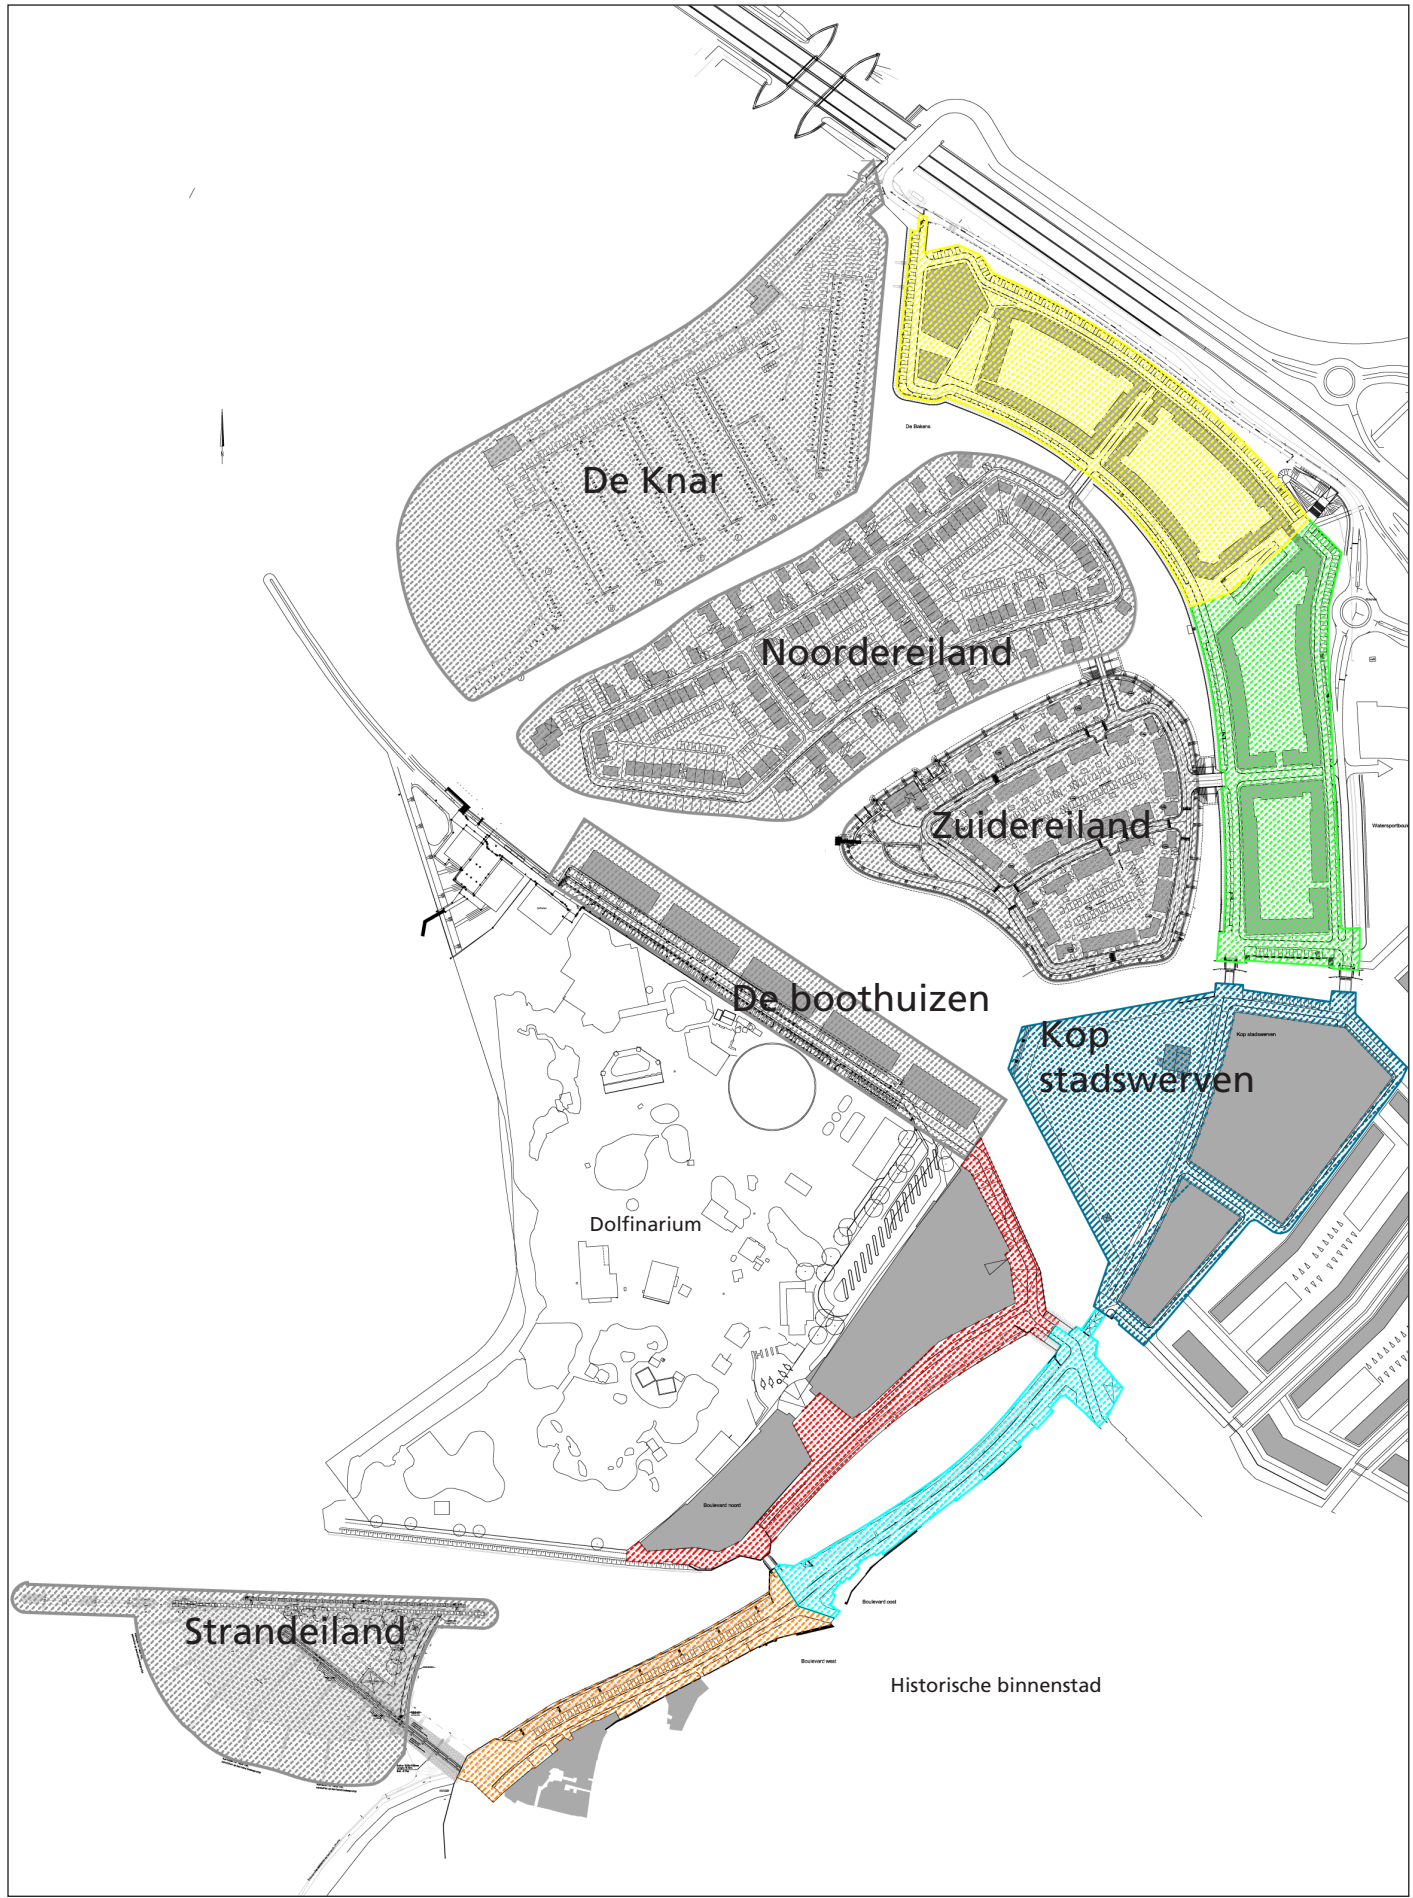 De Bakens
De Knar
Noordereiland
Zuidereiland
Watersportbou
De boothuizen
Kop stadswerven
Kop
stadswerven
Dolfinarium
Boulevard noord
Boulevard oost
Strandeiland
Boulevard west
Historische binnenstad